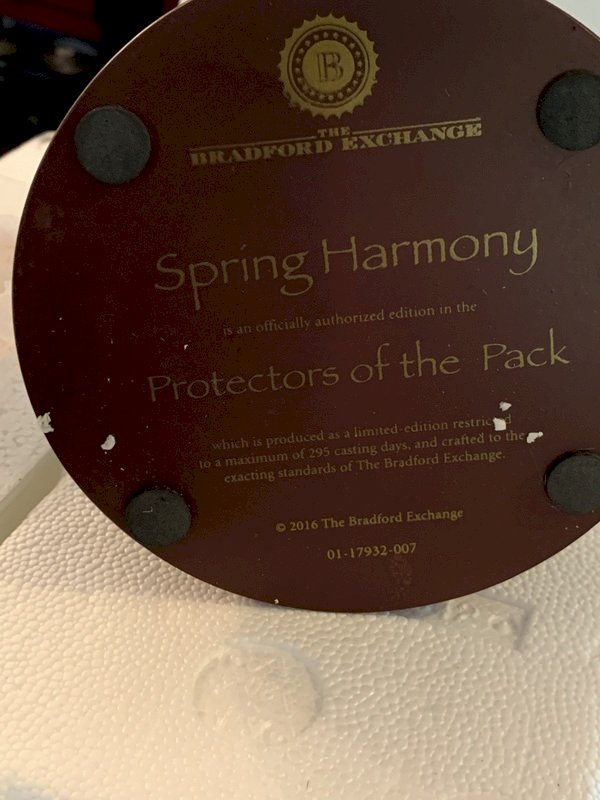 B
THE
BRADFORD EXCHANGE
Spring Harmony
is an officially authorized edition in the
Protectors of the Pack
which is produced as a limited-edition restricted
to a maximum of 295 casting days, and crafted to the
exacting standards of The Bradford Exchange.
© 2016 The Bradford Exchange
01-17932-007